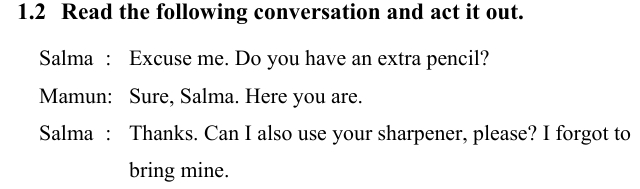 1.2 Read the following conversation and act it out.
Salma : Excuse me. Do you have an extra pencil?
Mamun: Sure, Salma. Here you are.
Salma : Thanks. Can I also use your sharpener, please? I forgot to
bring mine.